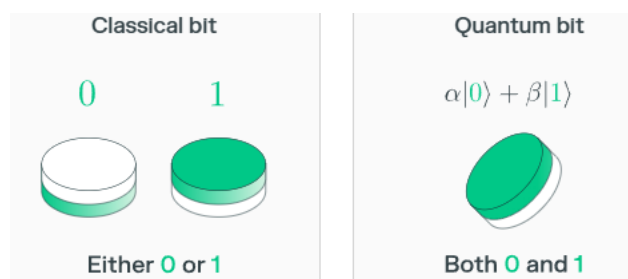 Classical bit
0 1
Either 0 or 1
Quantum bit
α|0⟩ + β|1⟩
Both 0 and 1